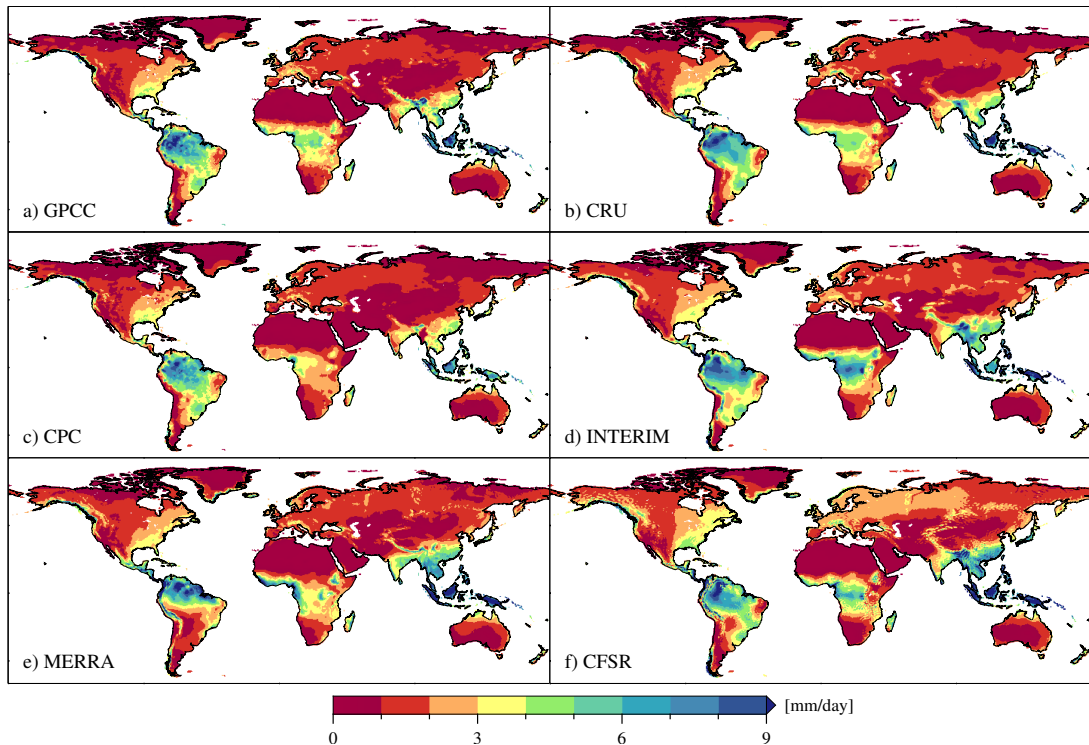 a) GPCC
b) CRU
c) CPC
d) INTERIM
e) MERRA
f) CFSR
[mm/day]
0 3 6 9